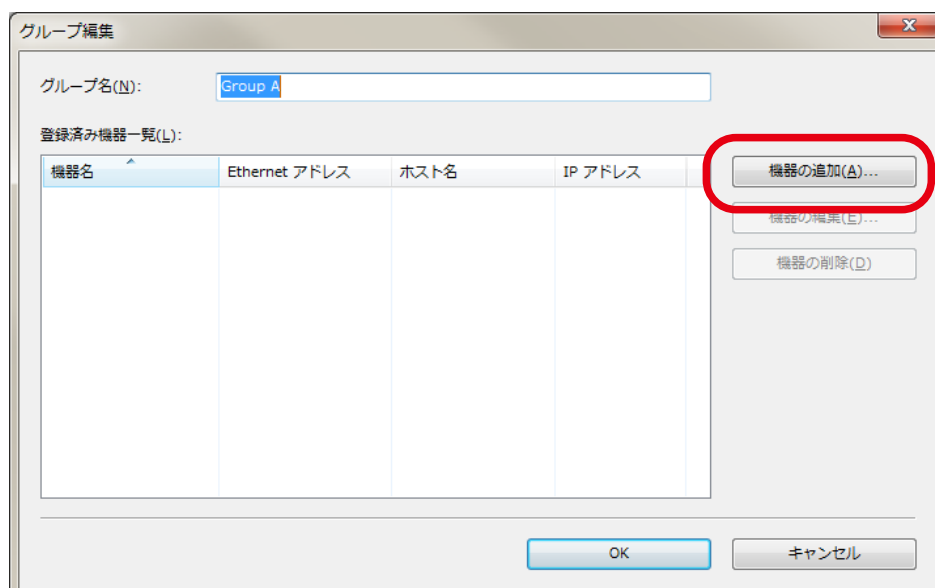 グループ編集
グループ名(N): Group A
登録済み機器一覧(L):
機器名 Ethernet アドレス ホスト名 IP アドレス
機器の追加(A)...
機器の編集(E)...
機器の削除(D)
OK キャンセル